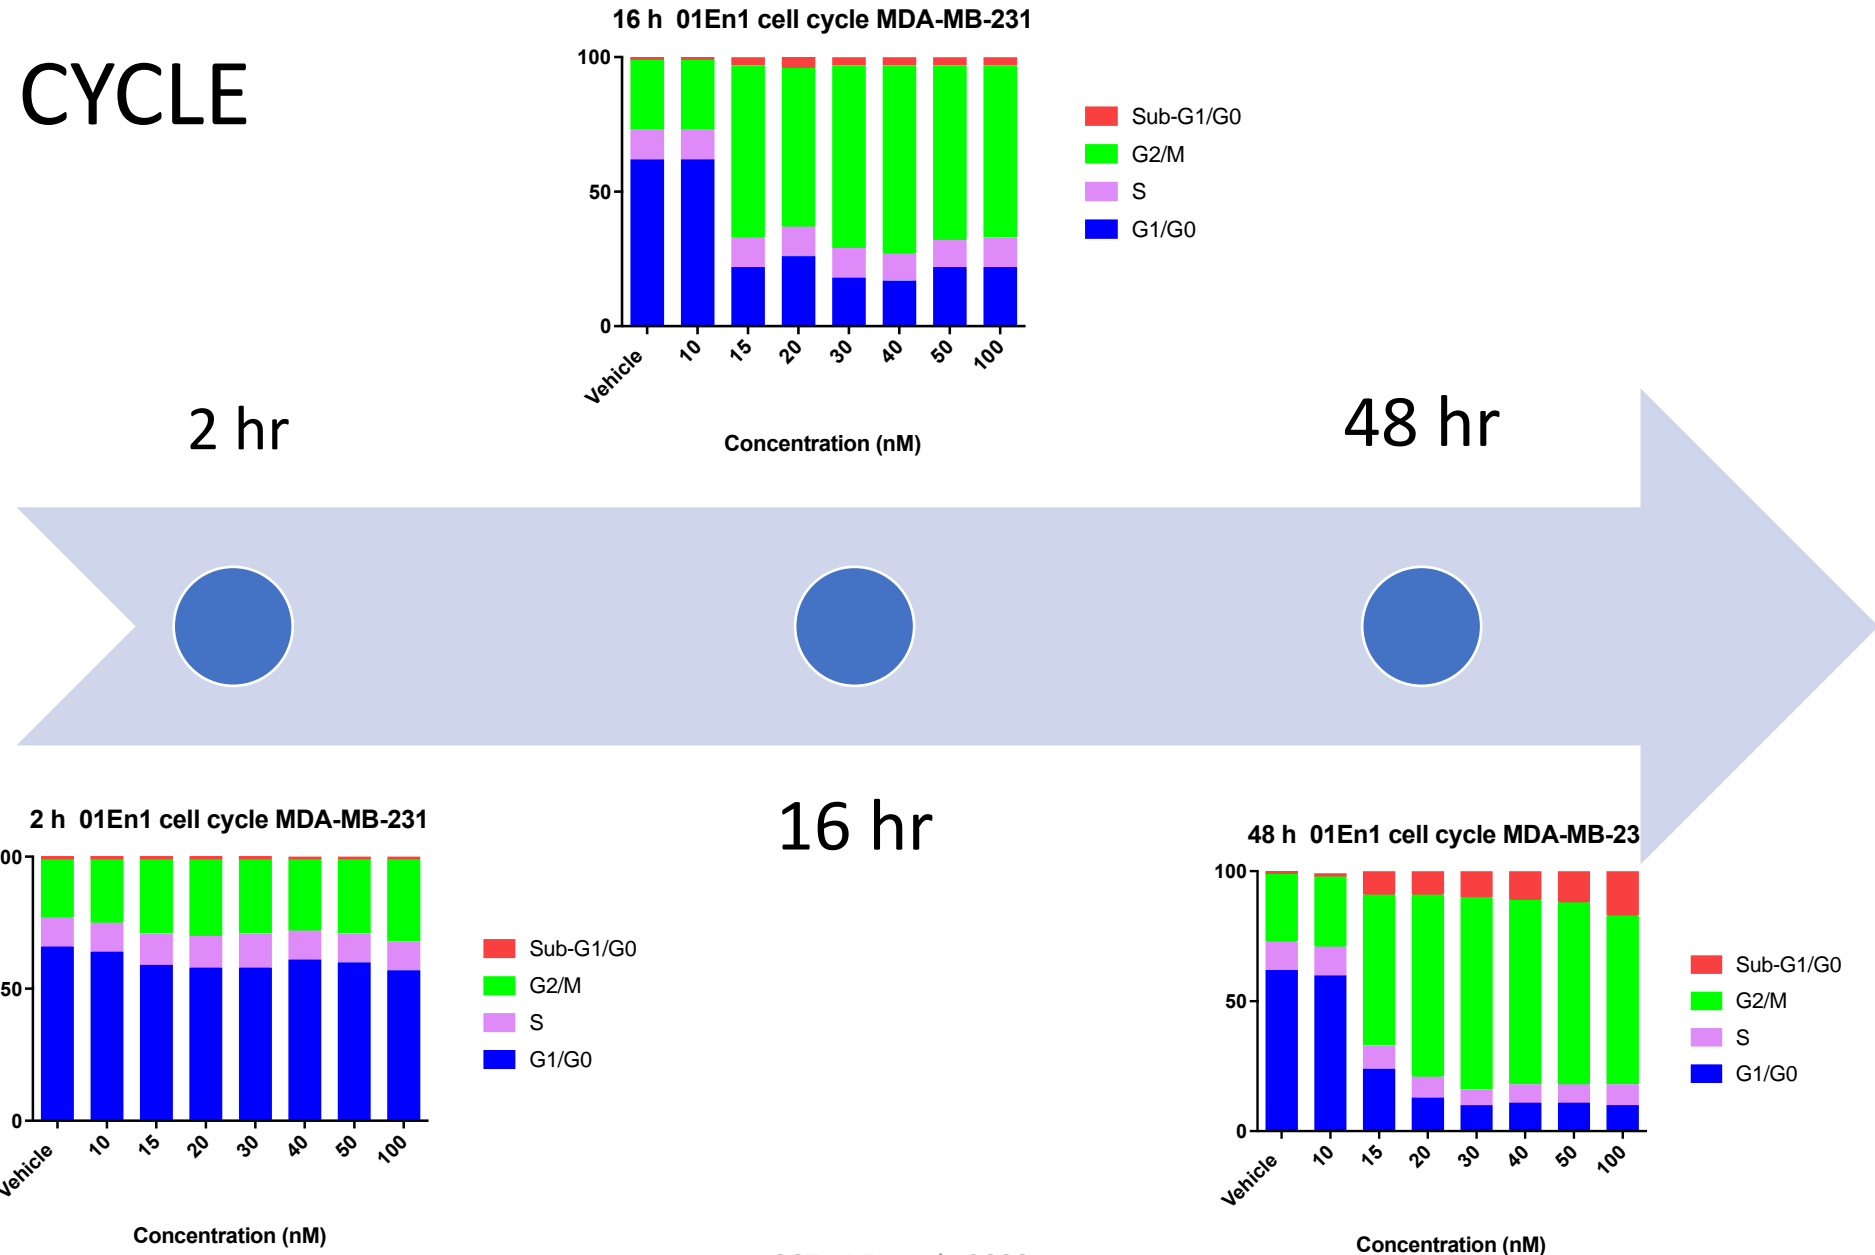 CYCLE
16 h 01En1 cell cycle MDA-MB-231
100
50
0
Vehicle
10
15
20
30
40
50
100
Concentration (nM)
Sub-G1/G0
G2/M
S
G1/G0
2 hr
48 hr
16 hr
2 h 01En1 cell cycle MDA-MB-231
00
50
0
Vehicle
10
15
20
30
40
50
100
Concentration (nM)
Sub-G1/G0
G2/M
S
G1/G0
48 h 01En1 cell cycle MDA-MB-23
100
50
0
Vehicle
10
15
20
30
40
50
100
Concentration (nM)
Sub-G1/G0
G2/M
S
G1/G0